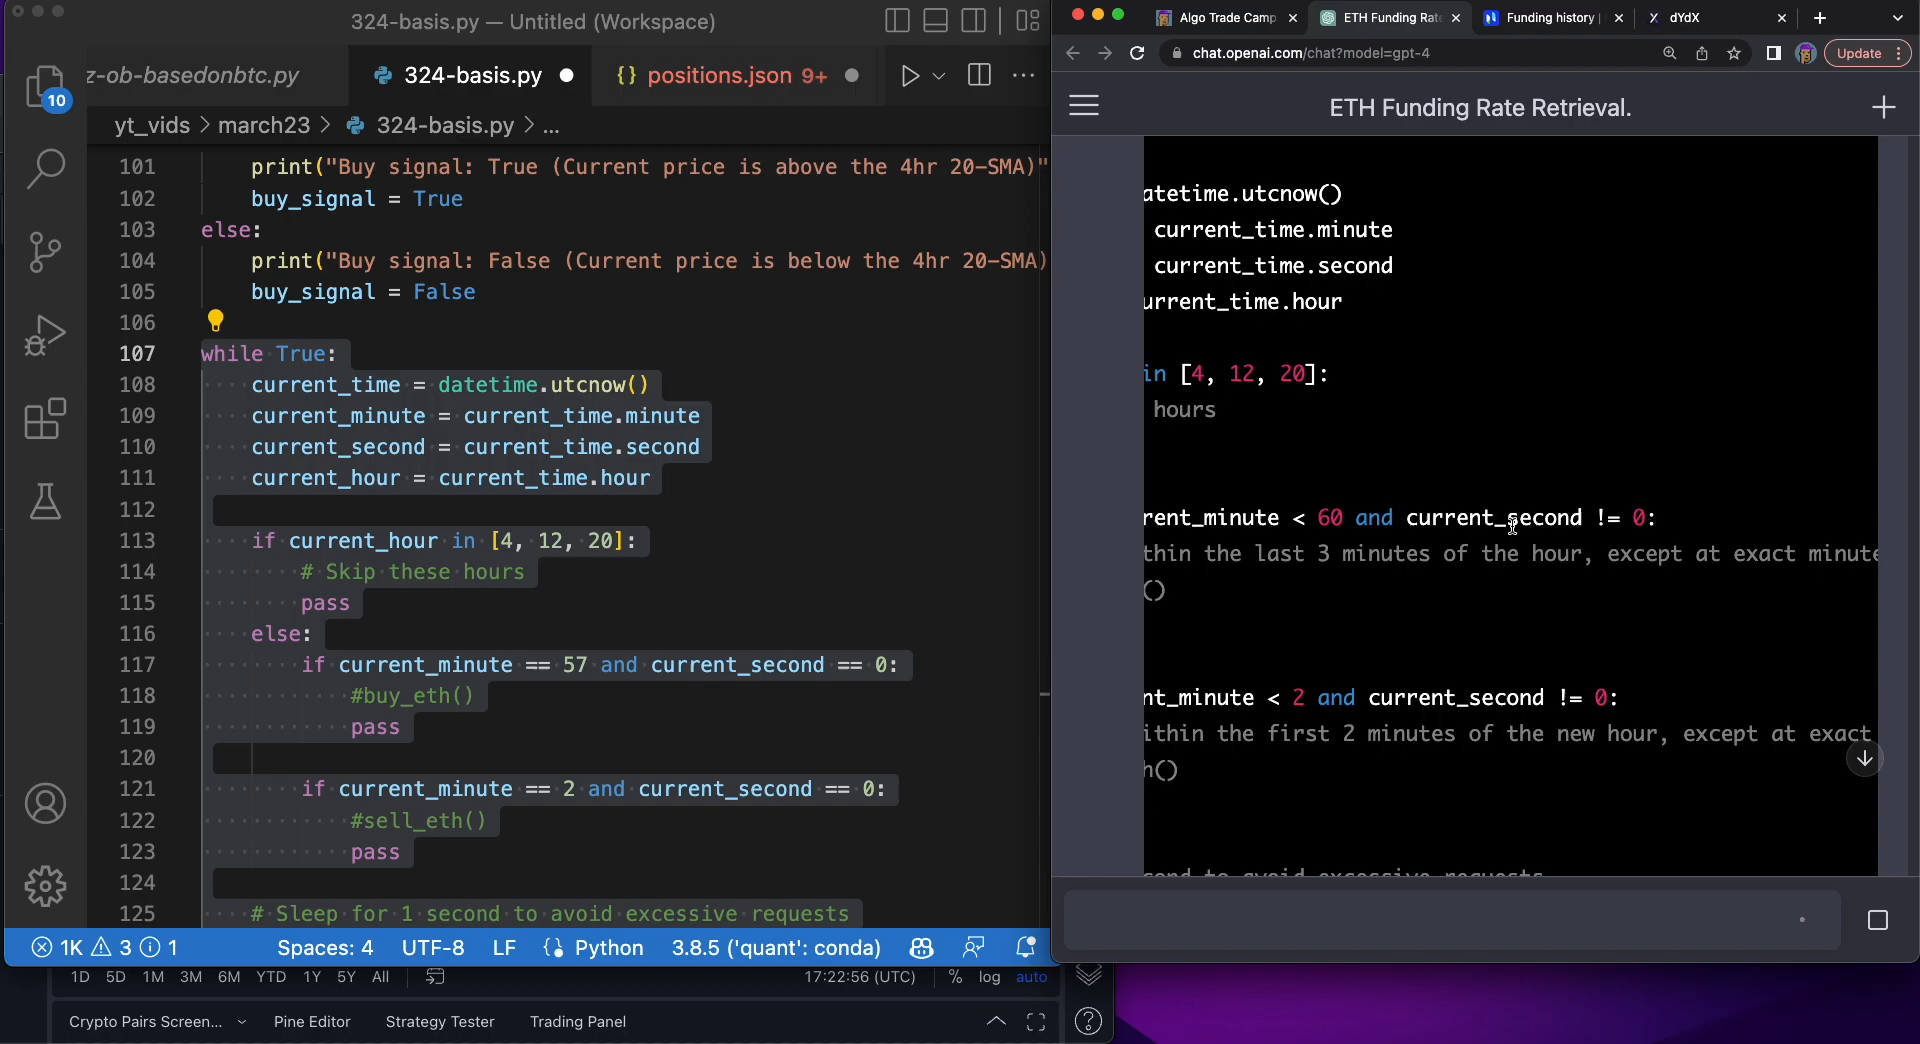 324-basis.py — Untitled (Workspace)
z-ob-basedonbtc.py
324-basis.py
{} positions.json 9+
yt_vids > march23 > 324-basis.py > ...
10
101 print("Buy signal: True (Current price is above the 4hr 20-SMA)"
102 buy_signal = True
103 else:
104 print("Buy signal: False (Current price is below the 4hr 20-SMA)
105 buy_signal = False
106
107 while True:
108 current_time = datetime.utcnow()
109 current_minute = current_time.minute
110 current_second = current_time.second
111 current_hour = current_time.hour
112
113 if current_hour in [4, 12, 20]:
114 # Skip these hours
115 pass
116 else:
117 if current_minute == 57 and current_second == 0:
118 #buy_eth()
119 pass
120
121 if current_minute == 2 and current_second == 0:
122 #sell_eth()
123 pass
124
125 # Sleep for 1 second to avoid excessive requests
1K 3 1 Spaces: 4 UTF-8 LF {} Python 3.8.5 ('quant': conda)
1D 5D 1M 3M 6M YTD 1Y 5Y All 17:22:56 (UTC) % log auto
Crypto Pairs Screen... Pine Editor Strategy Tester Trading Panel
Algo Trade Camp
ETH Funding Rate
Funding history |
dYdX
chat.openai.com/chat?model=gpt-4
Update
ETH Funding Rate Retrieval.
atetime.utcnow()
current_time.minute
current_time.second
urrent_time.hour
in [4, 12, 20]:
hours
rent_minute < 60 and current_second != 0:
thin the last 3 minutes of the hour, except at exact minute
()
nt_minute < 2 and current_second != 0:
ithin the first 2 minutes of the new hour, except at exact
h()
cond to avoid excessive requests